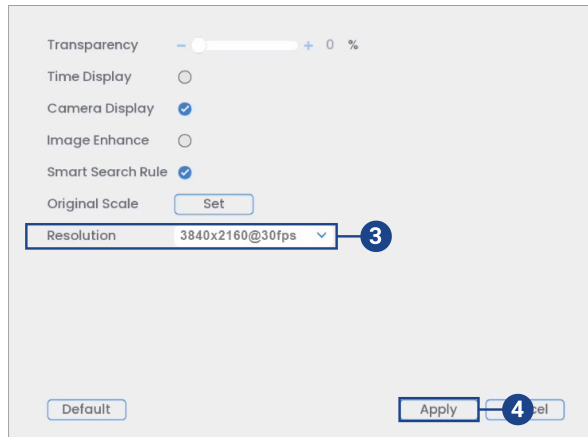 Transparency - + 0 %
Time Display
Camera Display
Image Enhance
Smart Search Rule
Original Scale Set
Resolution 3840x2160@30fps 3
Default Apply 4 el